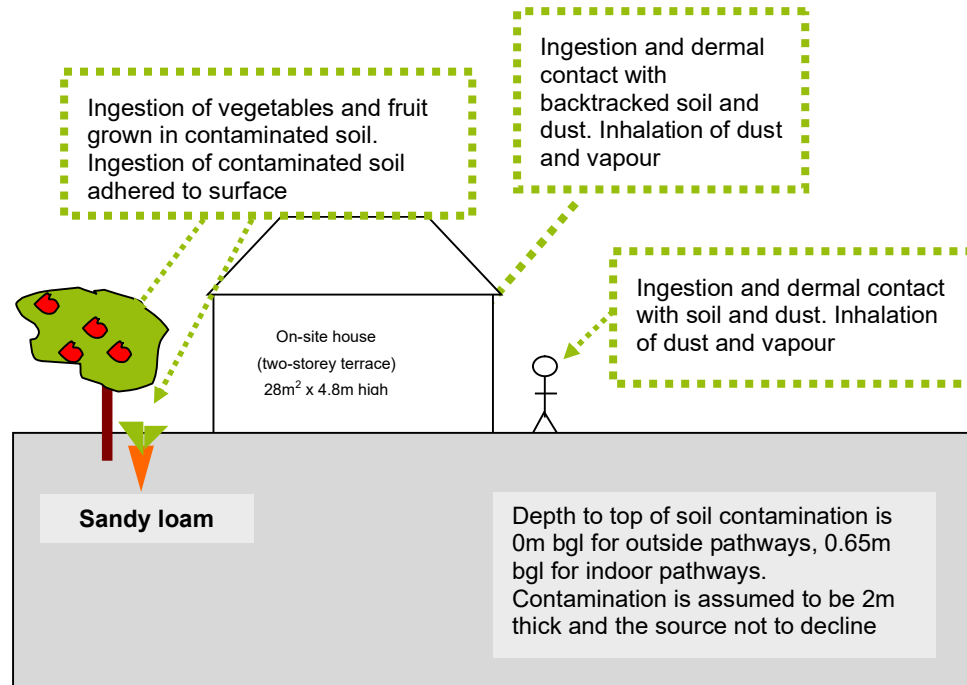 Ingestion of vegetables and fruit
grown in contaminated soil.
Ingestion of contaminated soil
adhered to surface
Ingestion and dermal
contact with
backtracked soil and
dust. Inhalation of dust
and vapour
Ingestion and dermal contact
with soil and dust. Inhalation
of dust and vapour
On-site house
(two-storey terrace)
28m² x 4.8m high
Sandy loam
Depth to top of soil contamination is
0m bgl for outside pathways, 0.65m
bgl for indoor pathways.
Contamination is assumed to be 2m
thick and the source not to decline